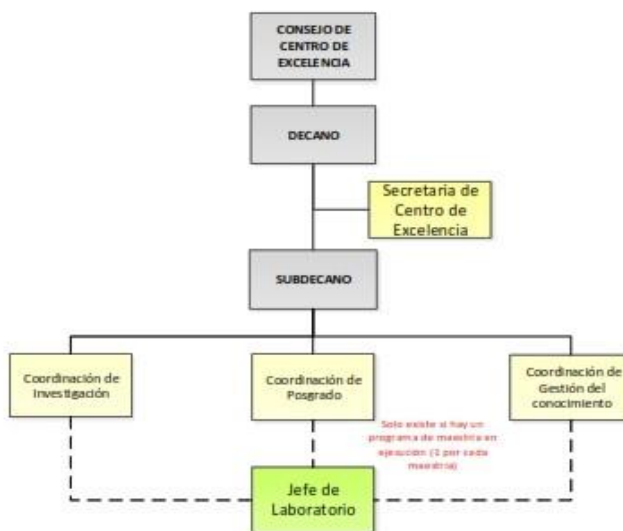 CONSEJO DE
CENTRO DE
EXCELENCIA
DECANO
Secretaria de
Centro de
Excelencia
SUBDECANO
Coordinación de
Investigación
Coordinación de
Posgrado
Coordinación de
Gestión del
conocimiento
Solo existe si hay un
programa de maestría en
ejecución (1 por cada
maestría)
Jefe de
Laboratorio